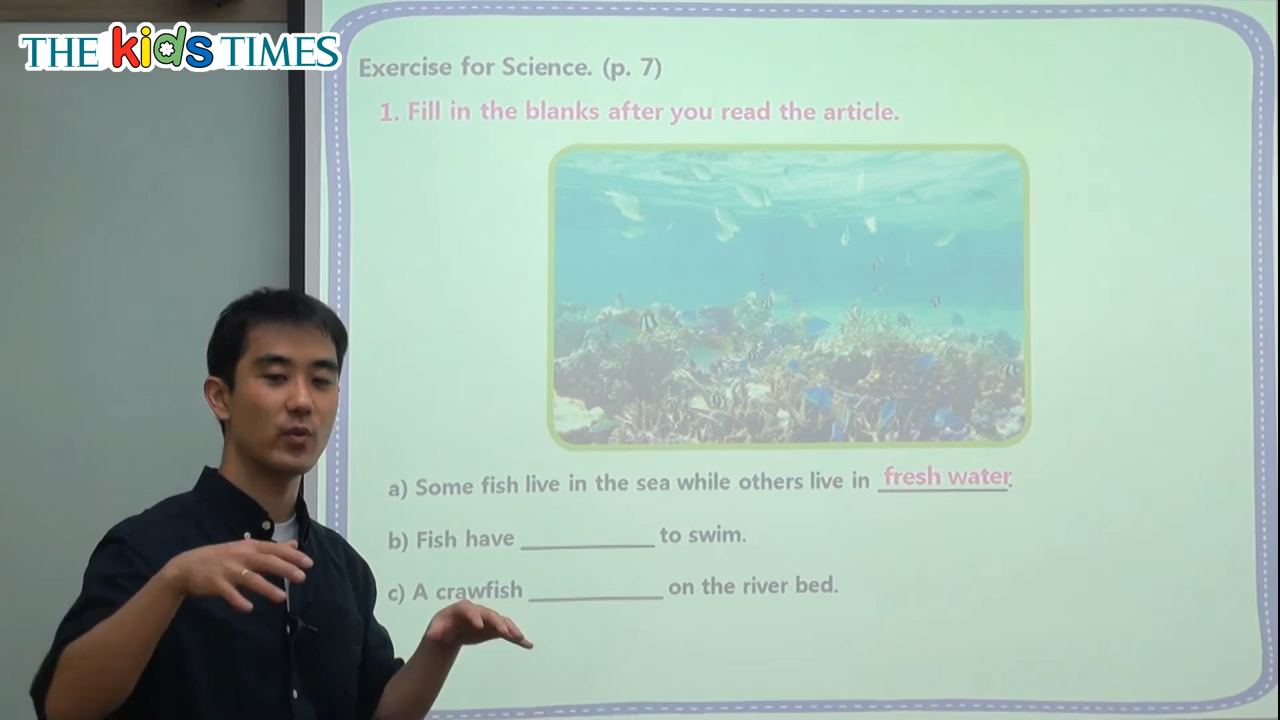 THE kids TIMES
Exercise for Science. (p. 7)
1. Fill in the blanks after you read the article.
a) Some fish live in the sea while others live in fresh water.
b) Fish have __________ to swim.
c) A crawfish __________ on the river bed.